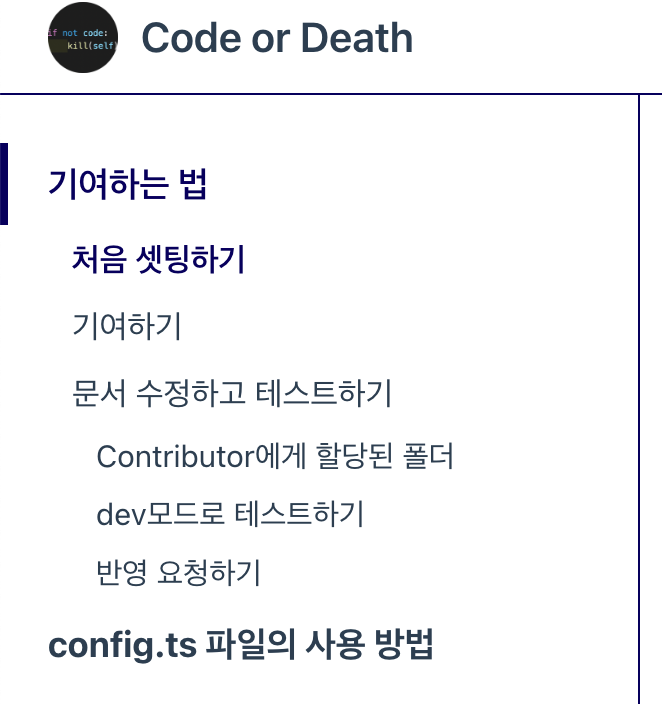 if not code:
kill(self)
Code or Death
기여하는 법
처음 셋팅하기
기여하기
문서 수정하고 테스트하기
Contributor에게 할당된 폴더
dev모드로 테스트하기
반영 요청하기
config.ts 파일의 사용 방법